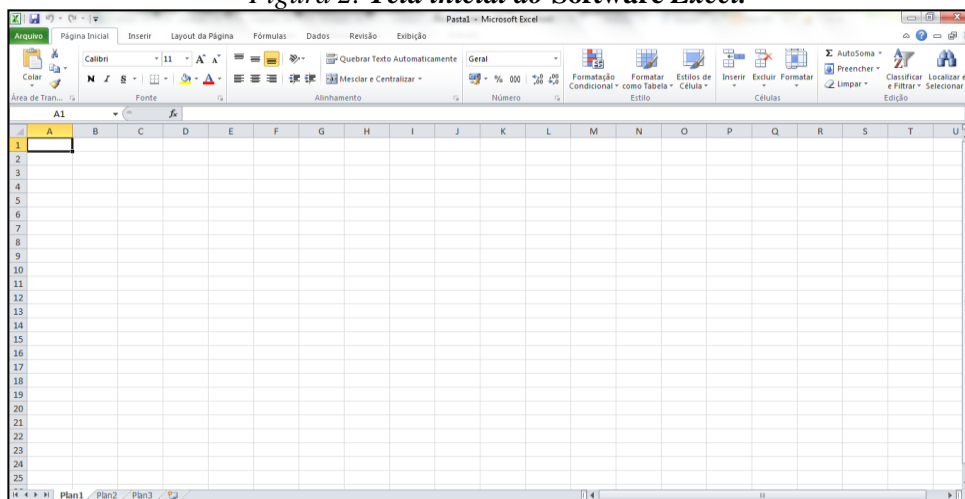 Figura 2: Tela inicial do Software Excel.
Pasta1 - Microsoft Excel
Arquivo Página Inicial Inserir Layout da Página Fórmulas Dados Revisão Exibição
Calibri 11 Quebrar Texto Automaticamente Geral Σ AutoSoma
Preencher
Limpar
Colar N I S Mesclar e Centralizar % 000 Formatação Condicional Formatar como Tabela Estilos de Célula Inserir Excluir Formatar Classificar e Filtrar Localizar e Selecionar
Área de Tran... Fonte Alinhamento Número Estilo Células Edição
A1 fx
A B C D E F G H I J K L M N O P Q R S T U
1
2
3
4
5
6
7
8
9
10
11
12
13
14
15
16
17
18
19
20
21
22
23
24
25
Plan1 Plan2 Plan3